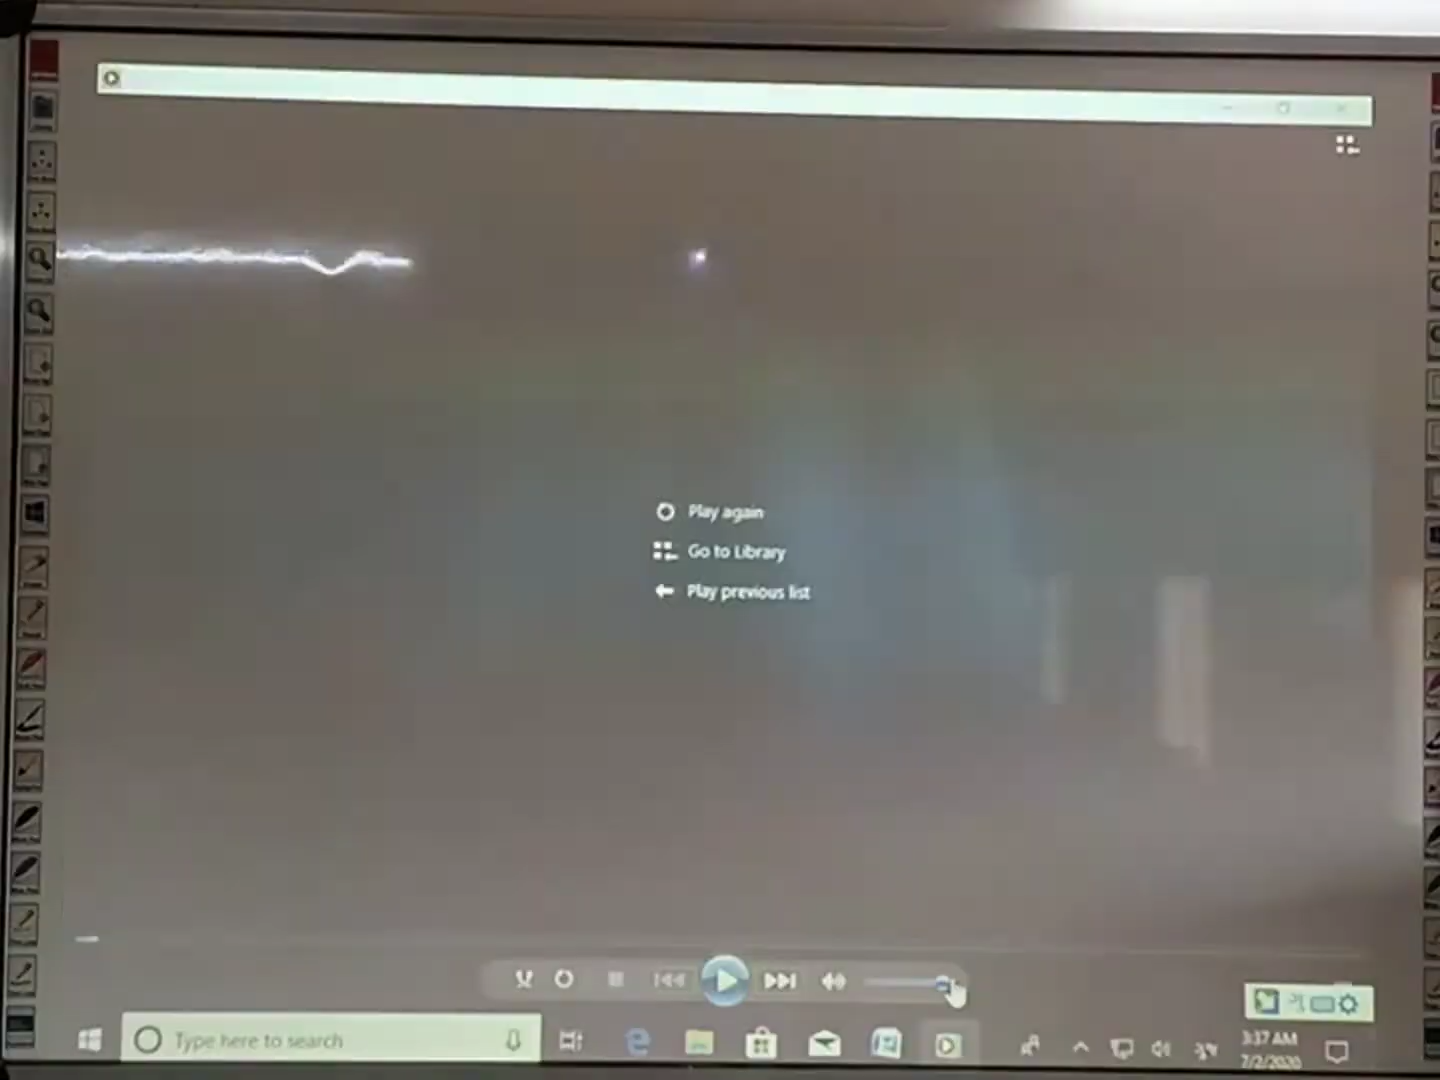 Play again
Go to Library
Play previous list
Type here to search
3:37 AM
7/2/2020